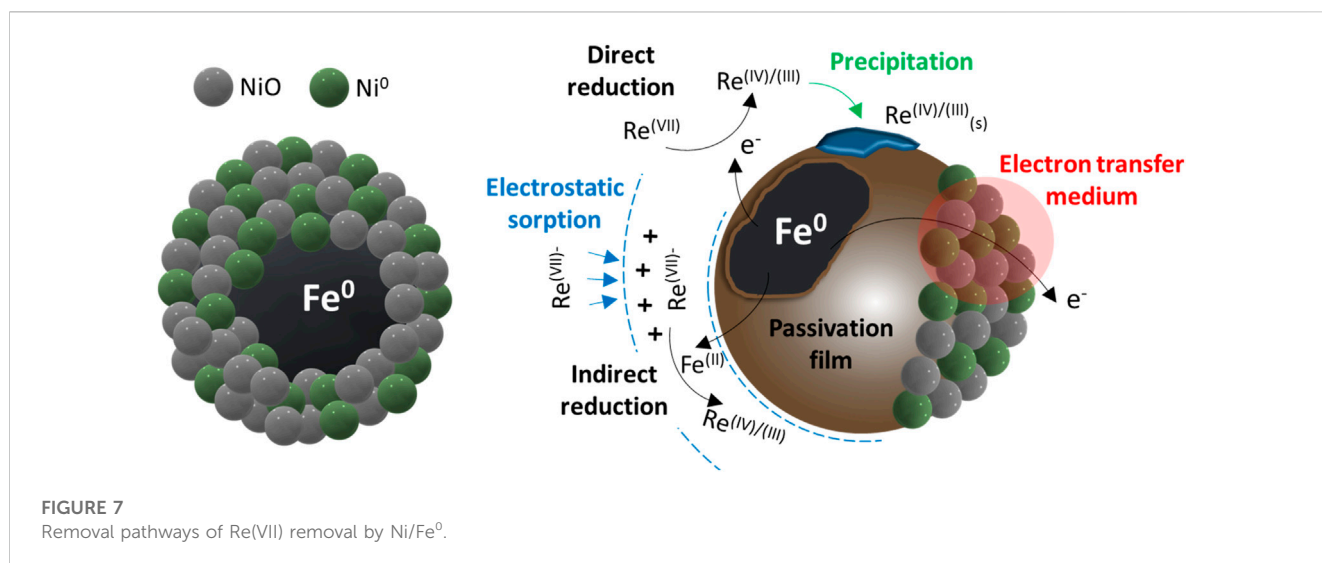 NiO
Ni⁰
Fe⁰
Direct
reduction
Re(IV)/(III)
Precipitation
Re(VII)
Re(IV)/(III)(s)
e-
Electron transfer
medium
Electrostatic
sorption
Fe⁰
+
+
+
+
Re(VII)-
Re(VII)-
e-
Passivation
film
Fe(II)
Indirect
reduction
Re(IV)/(III)
FIGURE 7
Removal pathways of Re(VII) removal by Ni/Fe⁰.